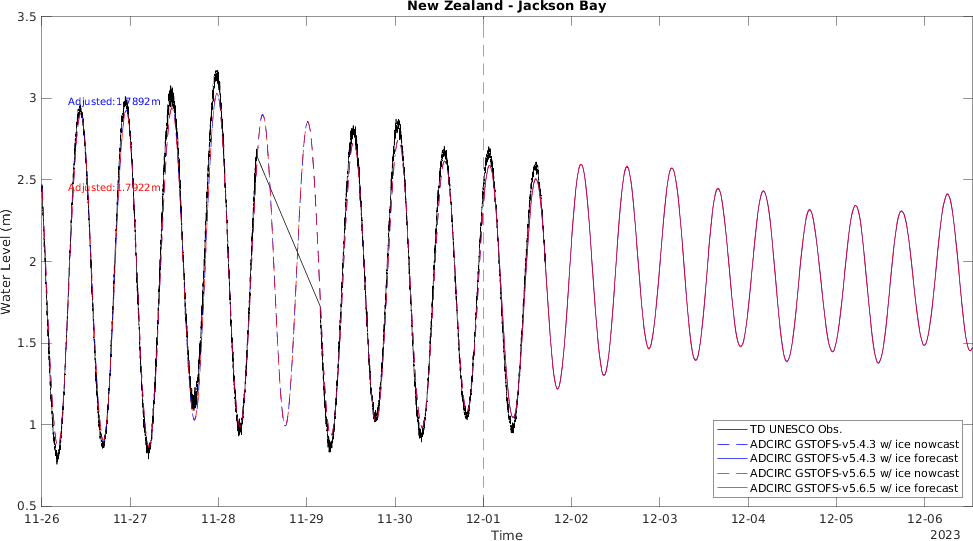 New Zealand - Jackson Bay
Water Level (m)
3.5
3
2.5
2
1.5
1
0.5
Adjusted:1.7892m
Adjusted:1.7922m
TD UNESCO Obs.
ADCIRC GSTOFS-v5.4.3 w/ ice nowcast
ADCIRC GSTOFS-v5.4.3 w/ ice forecast
ADCIRC GSTOFS-v5.6.5 w/ ice nowcast
ADCIRC GSTOFS-v5.6.5 w/ ice forecast
11-26 11-27 11-28 11-29 11-30 12-01 12-02 12-03 12-04 12-05 12-06
Time
2023